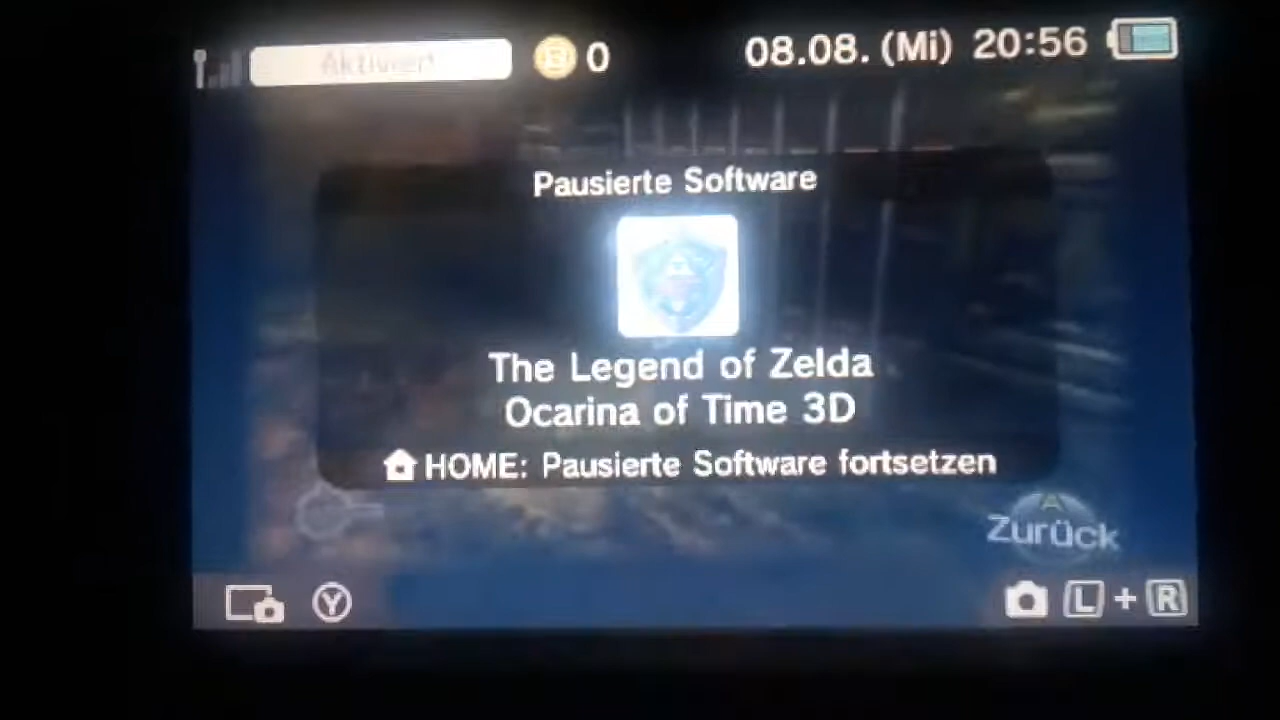 Aktiviert
0
08.08. (Mi) 20:56
Pausierte Software
The Legend of Zelda
Ocarina of Time 3D
HOME: Pausierte Software fortsetzen
A
Zurück
Y
L + R